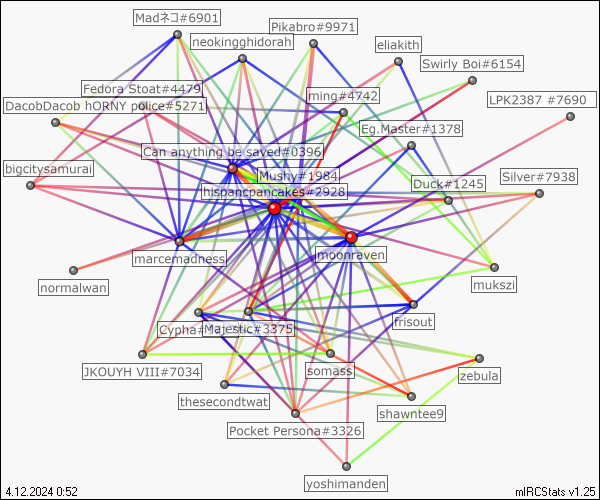 Madネコ#6901
Pikabro#9971
neokingghidorah
eliakith
Swirly Boi#6154
Fedora Stoat#4479
ming#4742
LPK2387 #7690
DacobDacob hORNY police#5271
Eg.Master#1378
Can anything be saved#0396
bigcitysamurai
Mushy#1984
Silver#7938
Duck#1245
hispancpancakes#2928
marcemadness
moonraven
normalwan
mukszi
frisout
Cypha#
Majestic#3375
JKOUYH VIII#7034
somass
zebula
thesecondtwat
shawntee9
Pocket Persona#3326
yoshimanden
4.12.2024 0:52
mIRCStats v1.25